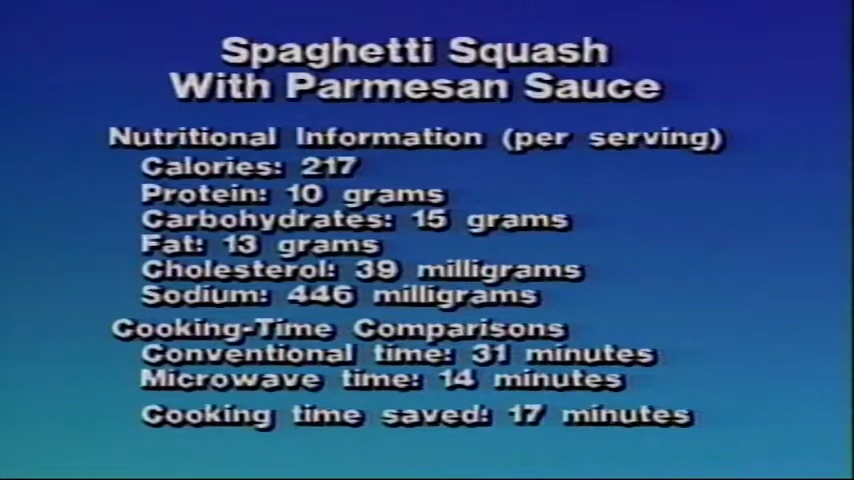 Spaghetti Squash
With Parmesan Sauce
Nutritional Information (per serving)
Calories: 217
Protein: 10 grams
Carbohydrates: 15 grams
Fat: 13 grams
Cholesterol: 39 milligrams
Sodium: 446 milligrams
Cooking-Time Comparisons
Conventional time: 31 minutes
Microwave time: 14 minutes
Cooking time saved: 17 minutes